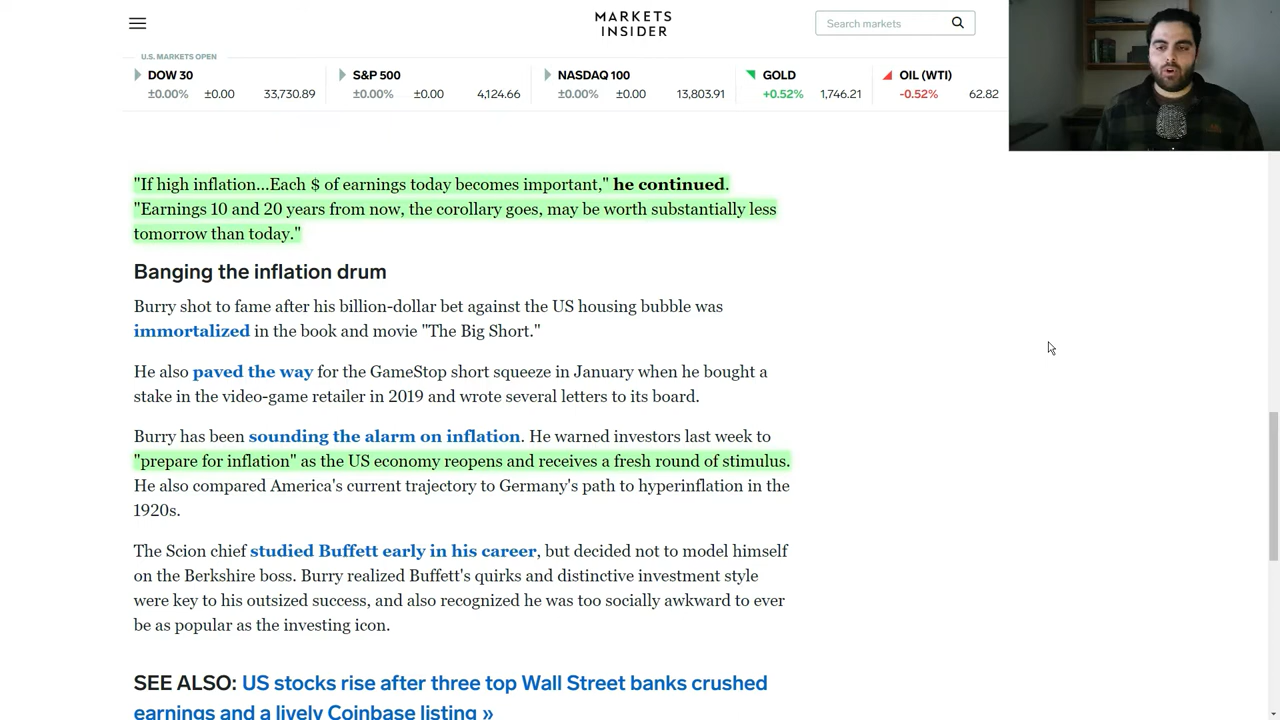 MARKETS
INSIDER
Search markets
U.S. MARKETS OPEN
DOW 30
±0.00% ±0.00 33,730.89
S&P 500
±0.00% ±0.00 4,124.66
NASDAQ 100
±0.00% ±0.00 13,803.91
GOLD
+0.52% 1,746.21
OIL (WTI)
-0.52% 62.82
"If high inflation...Each $ of earnings today becomes important," he continued.
"Earnings 10 and 20 years from now, the corollary goes, may be worth substantially less
tomorrow than today."
Banging the inflation drum
Burry shot to fame after his billion-dollar bet against the US housing bubble was
immortalized in the book and movie "The Big Short."
He also paved the way for the GameStop short squeeze in January when he bought a
stake in the video-game retailer in 2019 and wrote several letters to its board.
Burry has been sounding the alarm on inflation. He warned investors last week to
"prepare for inflation" as the US economy reopens and receives a fresh round of stimulus.
He also compared America's current trajectory to Germany's path to hyperinflation in the
1920s.
The Scion chief studied Buffett early in his career, but decided not to model himself
on the Berkshire boss. Burry realized Buffett's quirks and distinctive investment style
were key to his outsized success, and also recognized he was too socially awkward to ever
be as popular as the investing icon.
SEE ALSO: US stocks rise after three top Wall Street banks crushed
earnings and a lively Coinbase listing »